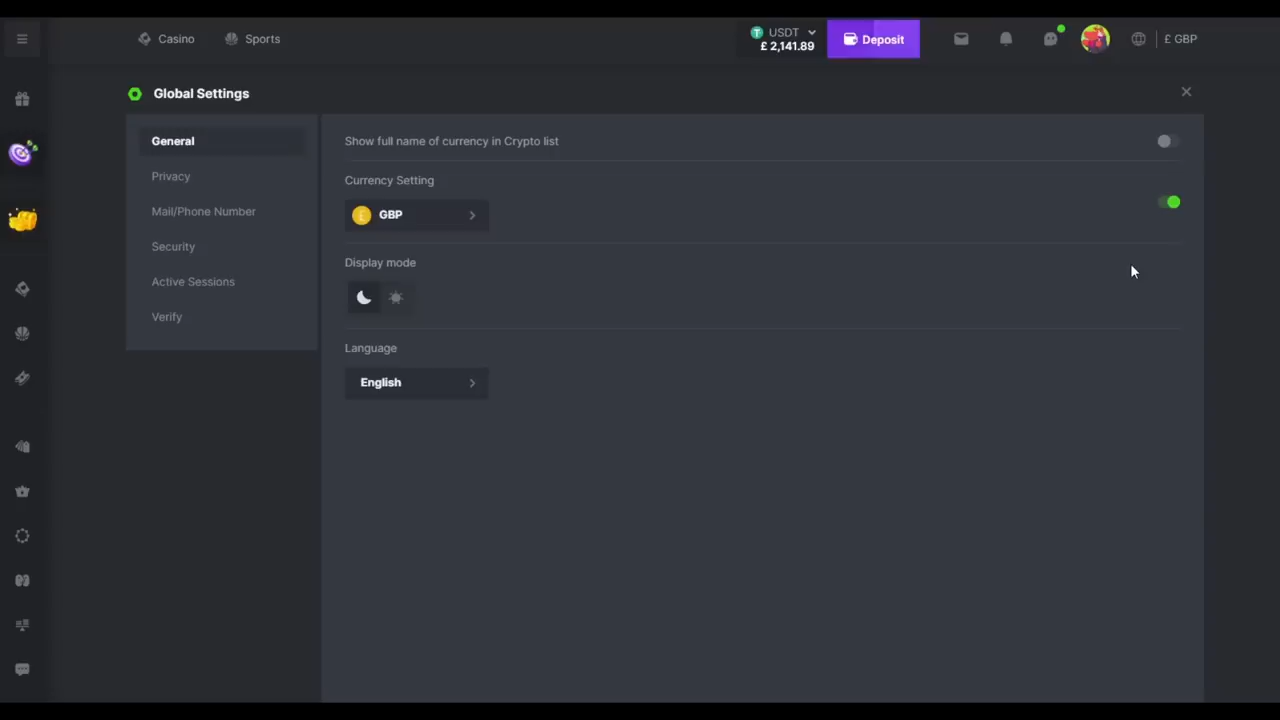 Casino
Sports
USDT
£ 2,141.89
Deposit
£ GBP
Global Settings
General
Privacy
Mail/Phone Number
Security
Active Sessions
Verify
Show full name of currency in Crypto list
Currency Setting
GBP
Display mode
Language
English